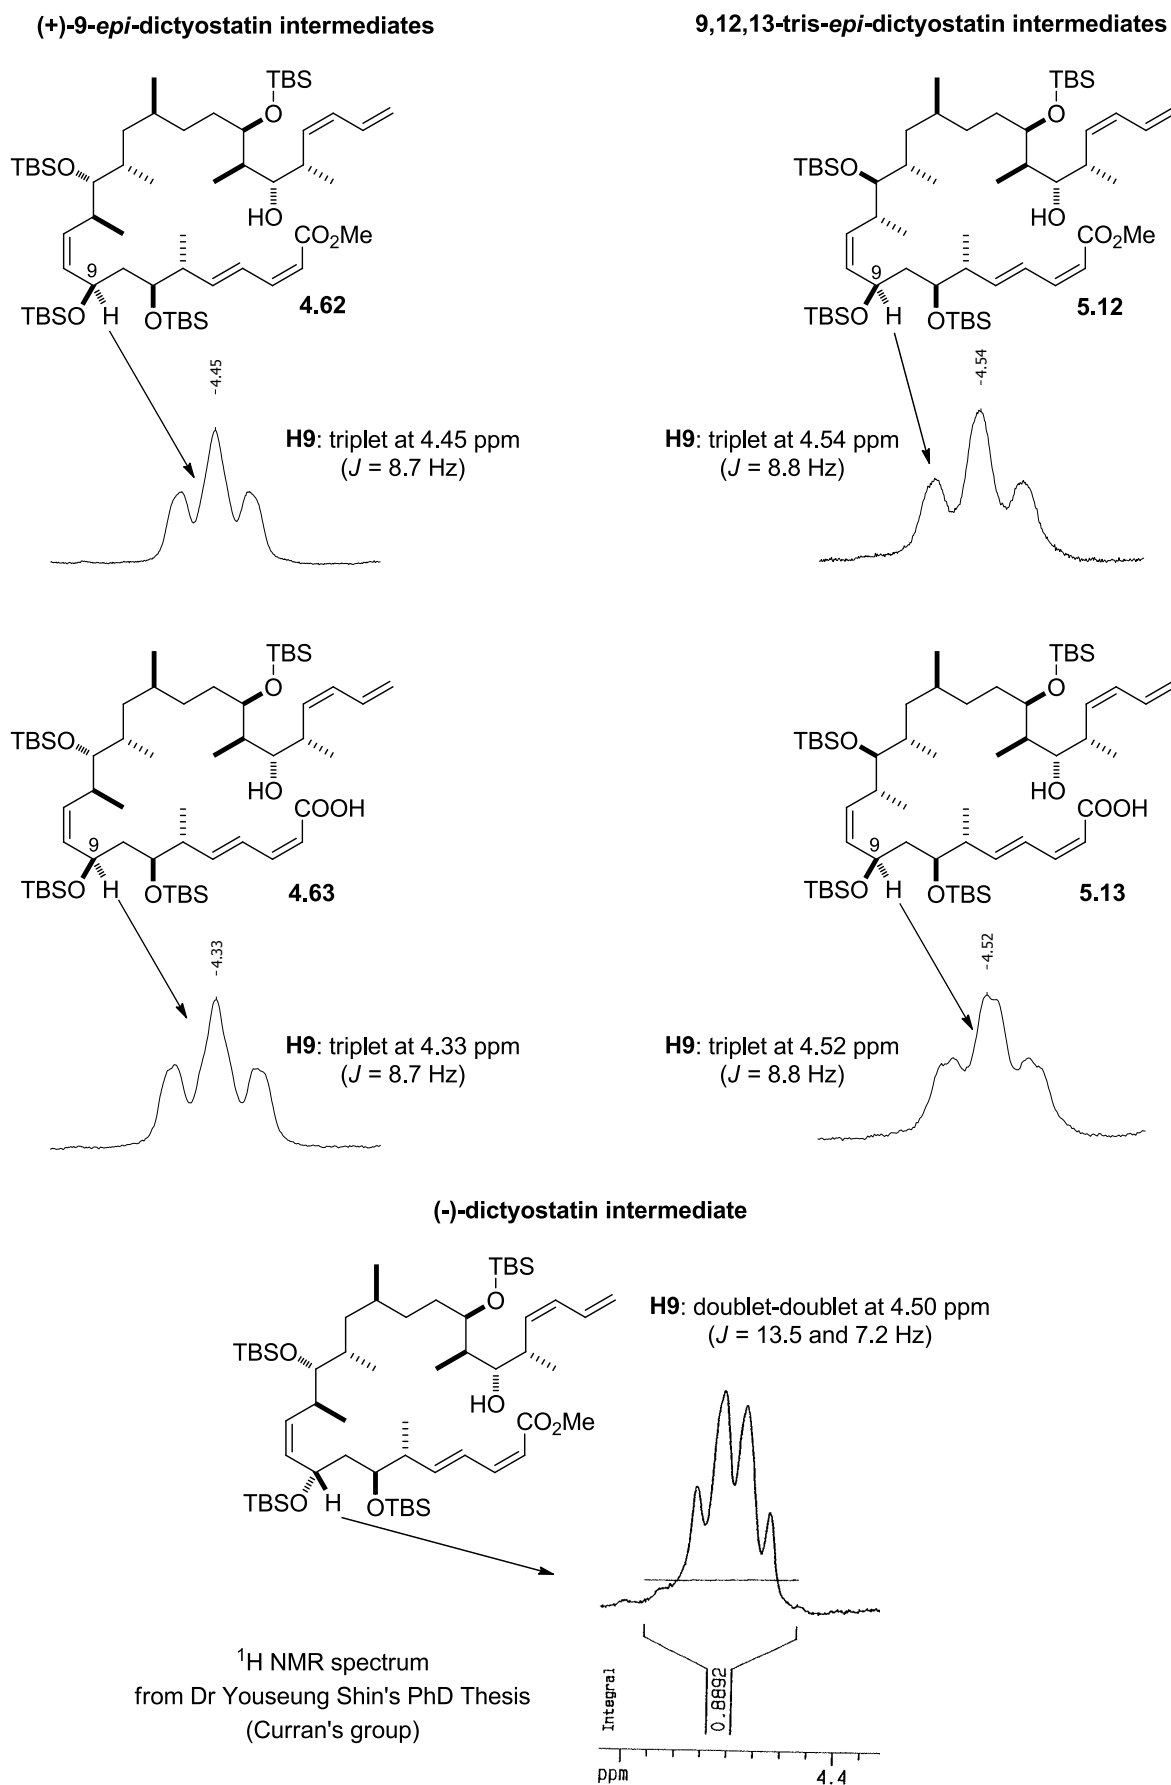 (+)-9-epi-dictyostatin intermediates
9,12,13-tris-epi-dictyostatin intermediates
TBS
O
TBSO
HO
CO2Me
9
TBSO
H
OTBS
4.62
TBS
O
TBSO
HO
CO2Me
9
TBSO
H
OTBS
5.12
-4.45
H9: triplet at 4.45 ppm
(J = 8.7 Hz)
-4.54
H9: triplet at 4.54 ppm
(J = 8.8 Hz)
TBS
O
TBSO
HO
COOH
9
TBSO
H
OTBS
4.63
TBS
O
TBSO
HO
COOH
9
TBSO
H
OTBS
5.13
-4.33
H9: triplet at 4.33 ppm
(J = 8.7 Hz)
-4.52
H9: triplet at 4.52 ppm
(J = 8.8 Hz)
(-)-dictyostatin intermediate
TBS
O
TBSO
HO
CO2Me
9
TBSO
H
OTBS
H9: doublet-doublet at 4.50 ppm
(J = 13.5 and 7.2 Hz)
1H NMR spectrum
from Dr Youseung Shin's PhD Thesis
(Curran's group)
Integral
0.8892
ppm
4.4